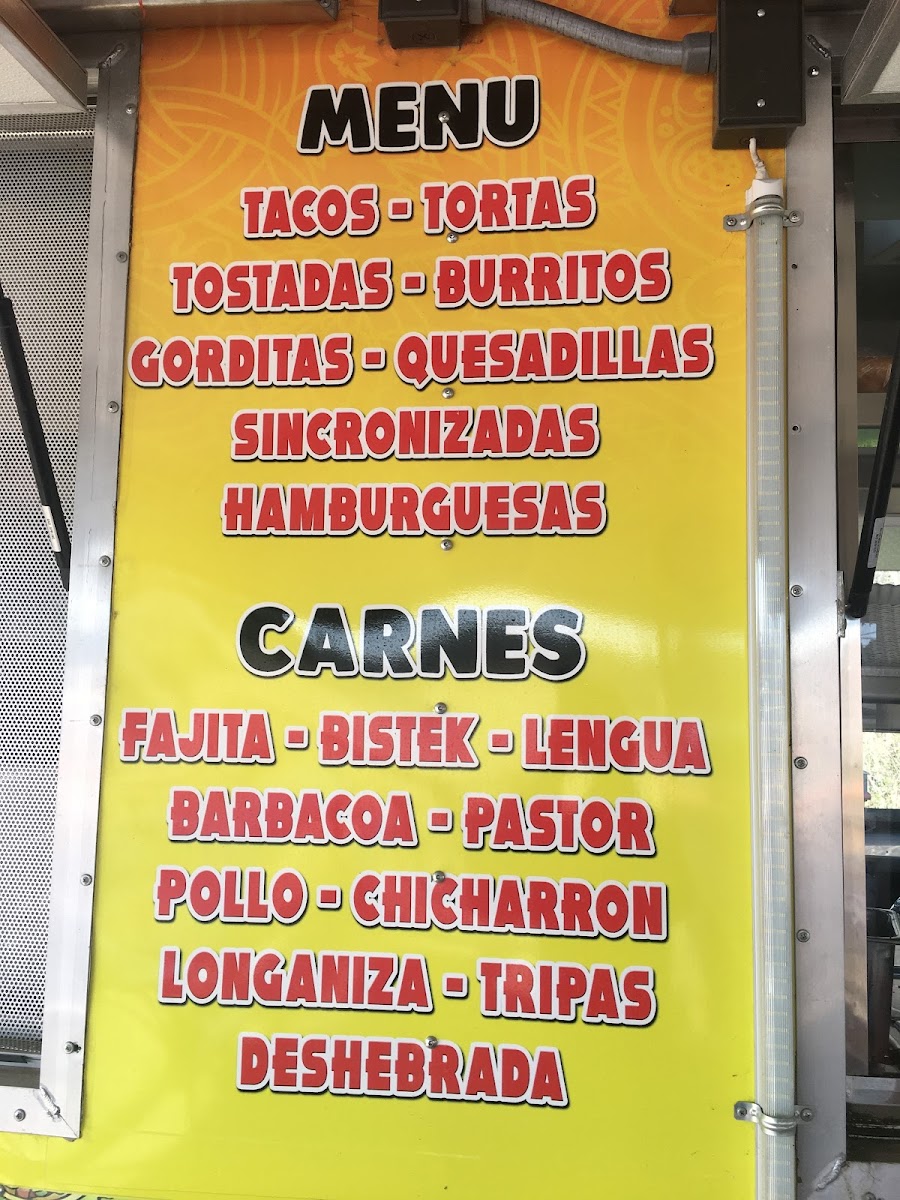 MENU
TACOS - TORTAS
TOSTADAS - BURRITOS
GORDITAS - QUESADILLAS
SINCRONIZADAS
HAMBURGUESAS
CARNES
FAJITA - BISTEK - LENGUA
BARBACOA - PASTOR
POLLO - CHICHARRON
LONGANIZA - TRIPAS
DESHEBRADA